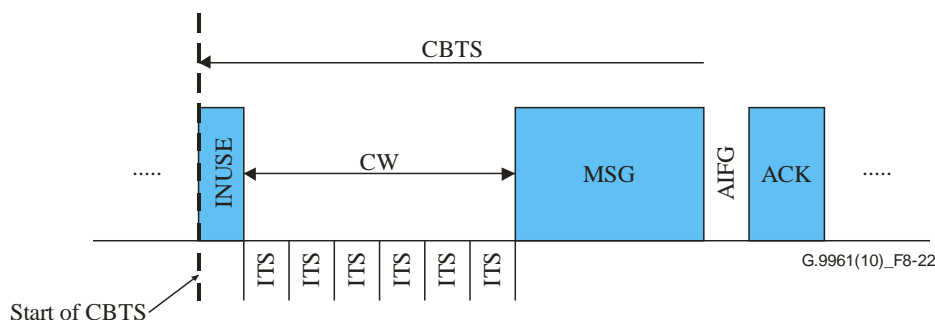 CBTS
.....
INUSE
CW
MSG
AIFG
ACK
.....
ITS
ITS
ITS
ITS
ITS
ITS
G.9961(10)_F8-22
Start of CBTS